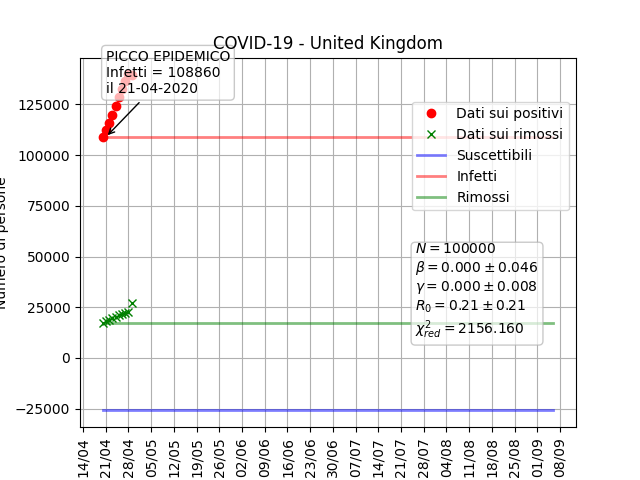 COVID-19 - United Kingdom
PICCO EPIDEMICO
Infetti = 108860
il 21-04-2020
Dati sui positivi
Dati sui rimossi
Suscettibili
Infetti
Rimossi
N = 100000
β = 0.000 ± 0.046
γ = 0.000 ± 0.008
R₀ = 0.21 ± 0.21
χ²_red = 2156.160
Numero di persone
125000
100000
75000
50000
25000
0
−25000
14/04 21/04 28/04 05/05 12/05 19/05 26/05 02/06 09/06 16/06 23/06 30/06 07/07 14/07 21/07 28/07 04/08 11/08 18/08 25/08 01/09 08/09